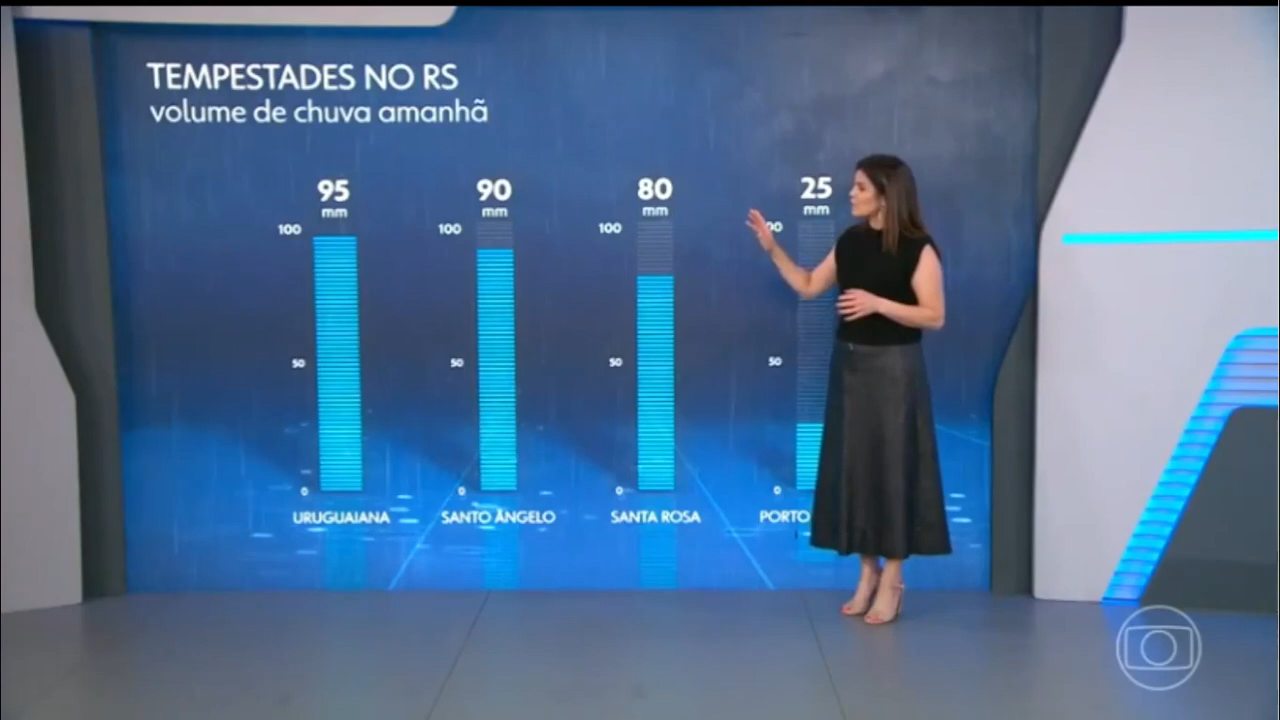 TEMPESTADES NO RS
volume de chuva amanhã
95 90 80 25
mm mm mm mm
100 100 100
50 50 50 50
0 0 0 0
URUGUAIANA SANTO ÂNGELO SANTA ROSA PORTO